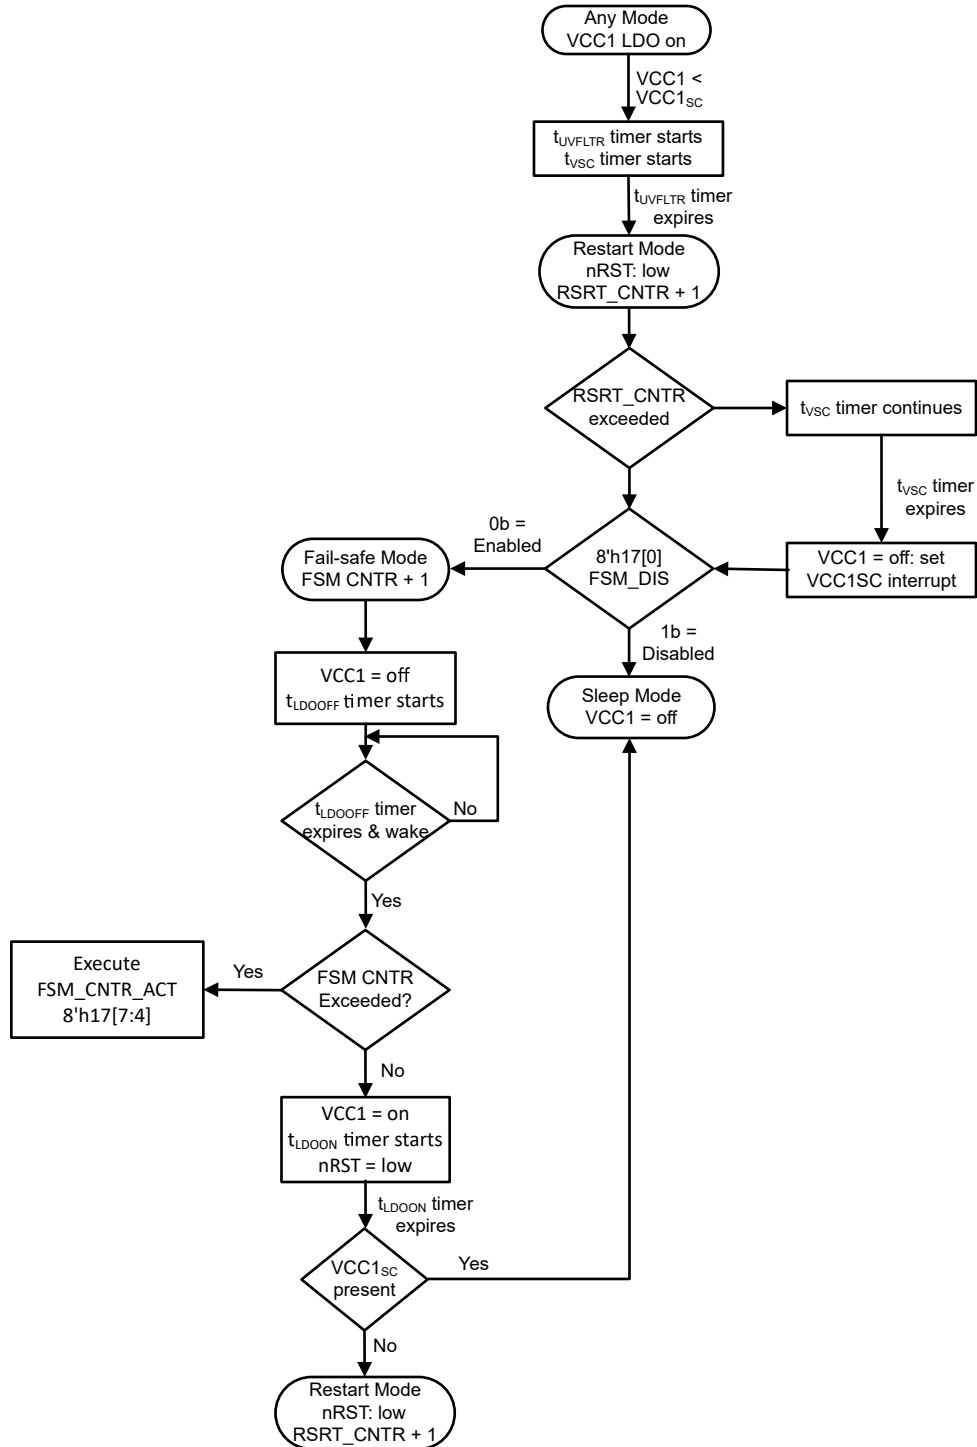 Any Mode
VCC1 LDO on
VCC1 <
VCC1SC
tUVFLTR timer starts
tVSC timer starts
tUVFLTR timer
expires
Restart Mode
nRST: low
RSRT_CNTR + 1
RSRT_CNTR
exceeded
tVSC timer continues
tVSC timer
expires
0b =
Enabled
8'h17[0]
FSM_DIS
VCC1 = off: set
VCC1SC interrupt
Fail-safe Mode
FSM CNTR + 1
1b =
Disabled
VCC1 = off
tLDOOFF timer starts
Sleep Mode
VCC1 = off
tLDOOFF timer
expires & wake
No
Yes
FSM CNTR
Exceeded?
Yes
Execute
FSM_CNTR_ACT
8'h17[7:4]
No
VCC1 = on
tLDOON timer starts
nRST = low
tLDOON timer
expires
VCC1SC
present
Yes
No
Restart Mode
nRST: low
RSRT_CNTR + 1